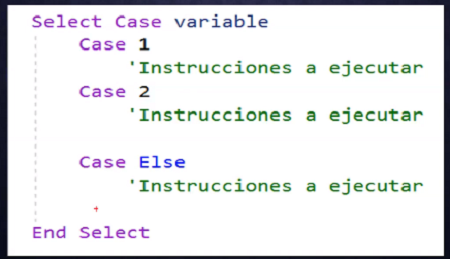 Select Case variable
Case 1
'Instrucciones a ejecutar
Case 2
'Instrucciones a ejecutar
Case Else
'Instrucciones a ejecutar
End Select